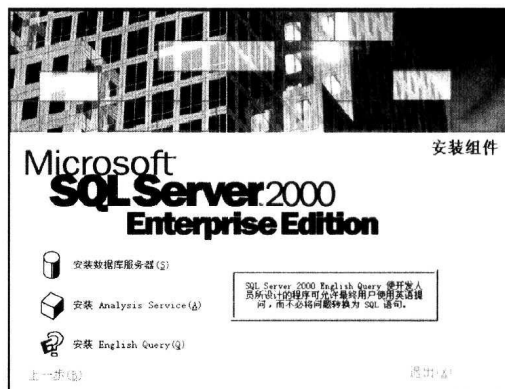 安装组件
Microsoft
SQL Server 2000
Enterprise Edition
安装数据库服务器(S)
SQL Server 2000 English Query 使开发人
员所设计的程序可允许最终用户使用英语提
问，而不必将问题转换为 SQL 语句。
安装 Analysis Service(A)
安装 English Query(Q)
上一步(B)
退出(X)